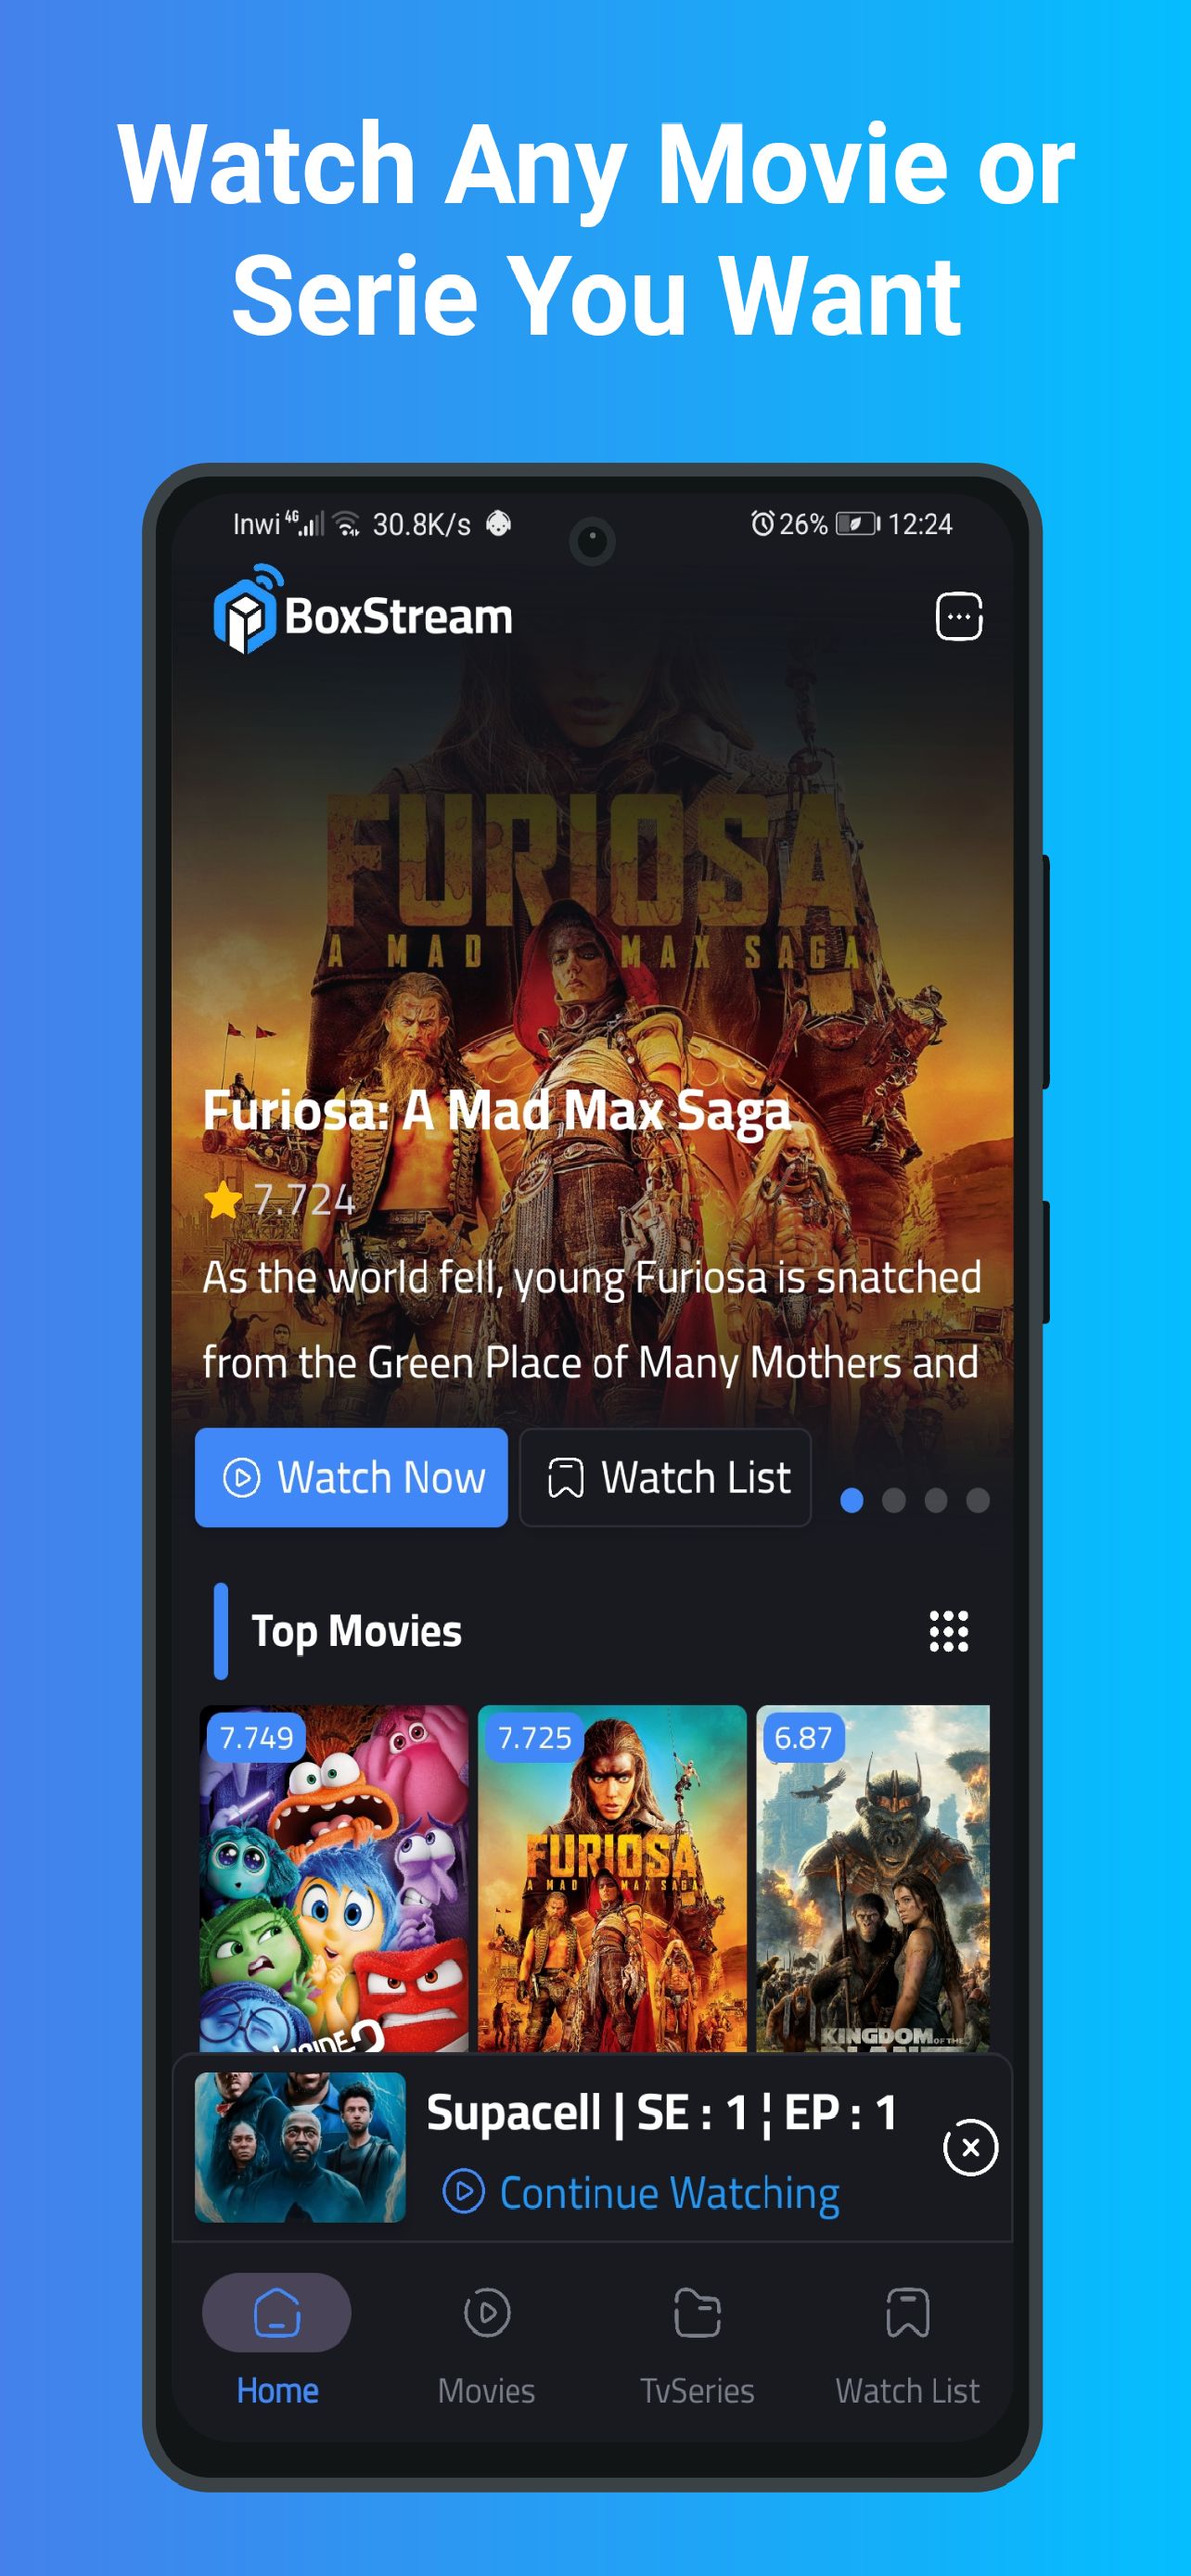 Watch Any Movie or
Serie You Want
Inwi 4G 30.8K/s 26% 12:24
BoxStream
FURIOSA
A MAD MAX SAGA
Furiosa: A Mad Max Saga
7.724
As the world fell, young Furiosa is snatched
from the Green Place of Many Mothers and
Watch Now Watch List
Top Movies
7.749 7.725 6.87
FURIOSA
A MAD MAX SAGA
KINGDOM OF THE
Supacell | SE : 1 ¦ EP : 1
Continue Watching
Home Movies TvSeries Watch List